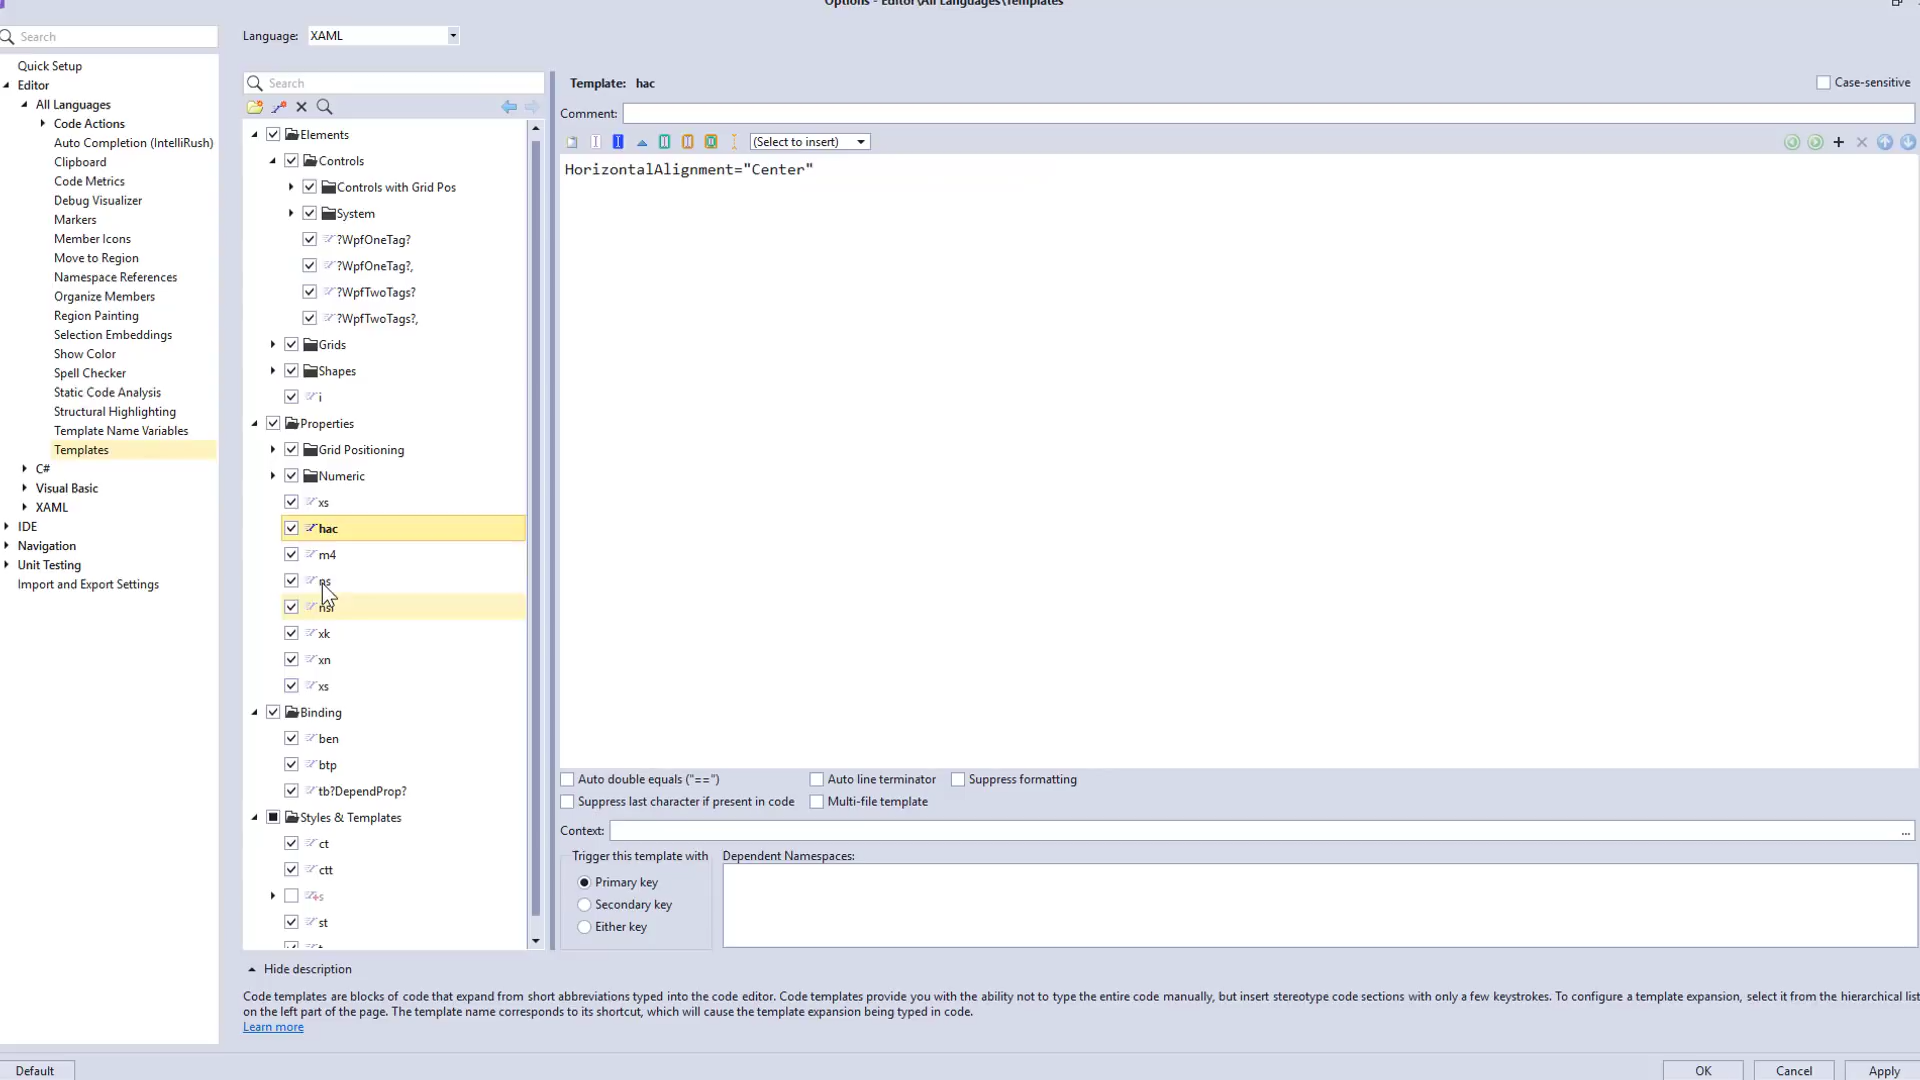 Options - Editor\All Languages\Templates
Search
Quick Setup
Editor
All Languages
Code Actions
Auto Completion (IntelliRush)
Clipboard
Code Metrics
Debug Visualizer
Markers
Member Icons
Move to Region
Namespace References
Organize Members
Region Painting
Selection Embeddings
Show Color
Spell Checker
Static Code Analysis
Structural Highlighting
Template Name Variables
Templates
C#
Visual Basic
XAML
IDE
Navigation
Unit Testing
Import and Export Settings
Language: XAML
Search
Elements
Controls
Controls with Grid Pos
System
?WpfOneTag?
?WpfOneTag?,
?WpfTwoTags?
?WpfTwoTags?,
Grids
Shapes
i
Properties
Grid Positioning
Numeric
xs
hac
m4
ns
xk
xn
xs
Binding
ben
btp
tb?DependProp?
Styles & Templates
ct
ctt
s
st
Template: hac
Case-sensitive
Comment:
(Select to insert)
HorizontalAlignment="Center"
Auto double equals ("==")
Auto line terminator
Suppress formatting
Suppress last character if present in code
Multi-file template
Context:
...
Trigger this template with
Primary key
Secondary key
Either key
Dependent Namespaces:
Hide description
Code templates are blocks of code that expand from short abbreviations typed into the code editor. Code templates provide you with the ability not to type the entire code manually, but insert stereotype code sections with only a few keystrokes. To configure a template expansion, select it from the hierarchical list
on the left part of the page. The template name corresponds to its shortcut, which will cause the template expansion being typed in code.
Learn more
Default
OK
Cancel
Apply